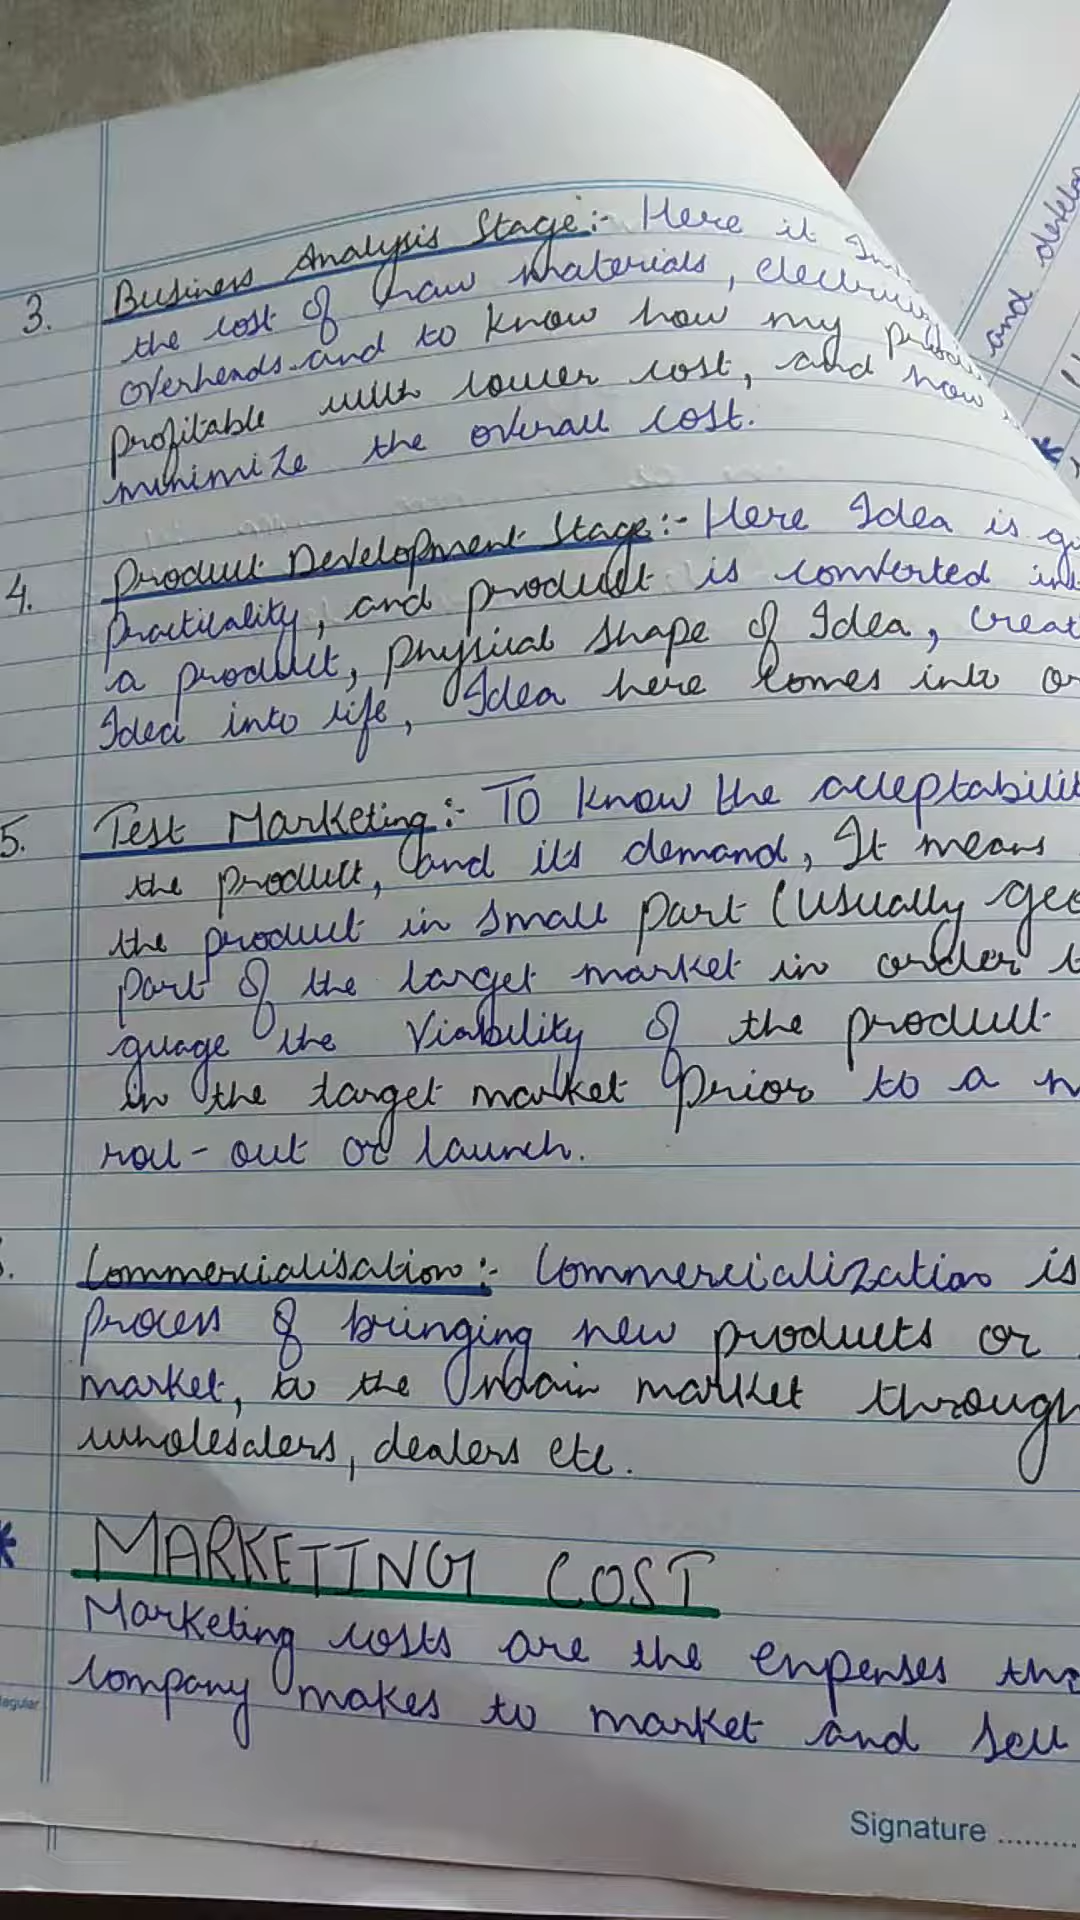 3. Business Analysis Stage:- Here it
the cost of raw materials,
overheads and to know how my
profitable with lower cost, and how
minimize the overall cost.
4. Product Development Stage:- Here Idea is
practicality, and product is converted
a product, physical shape of Idea,
Idea into life, Idea here comes into
5. Test Marketing:- To know the
the product, and its demand, It means
the product in small part (usually
part of the target market in order
guage the viability of the product
in the target market prior to a
roll-out or launch.
Commercialisation:- Commercialization is
process of bringing new products or
market, to the main market through
wholesalers, dealers etc.
* MARKETING COST
Marketing costs are the expenses
company makes to market and sell
Signature ..........
and